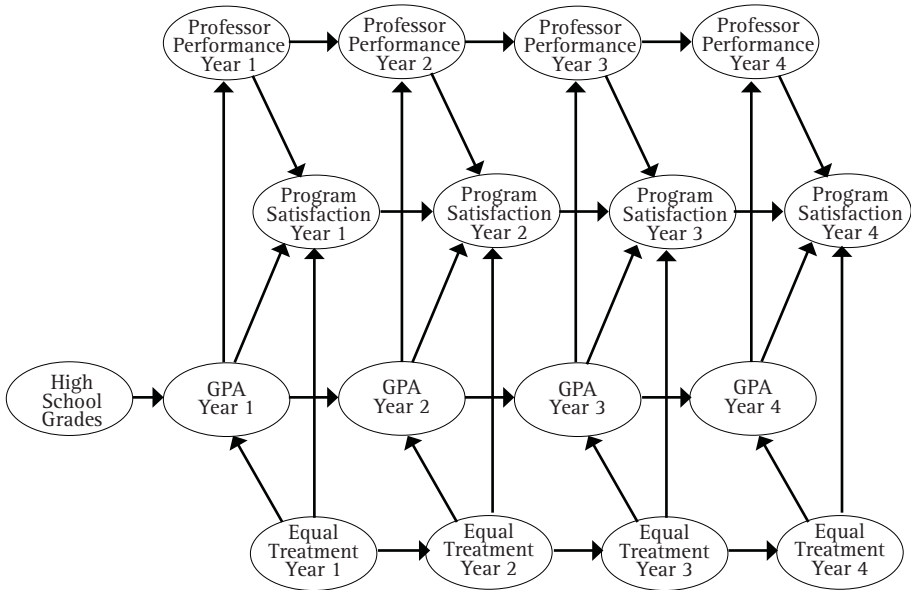 Professor
Performance
Year 1
Professor
Performance
Year 2
Professor
Performance
Year 3
Professor
Performance
Year 4
Program
Satisfaction
Year 1
Program
Satisfaction
Year 2
Program
Satisfaction
Year 3
Program
Satisfaction
Year 4
High
School
Grades
GPA
Year 1
GPA
Year 2
GPA
Year 3
GPA
Year 4
Equal
Treatment
Year 1
Equal
Treatment
Year 2
Equal
Treatment
Year 3
Equal
Treatment
Year 4